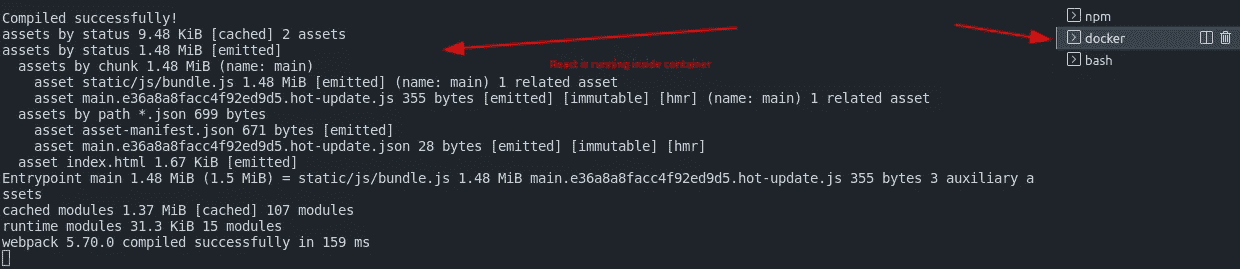 Compiled successfully!
assets by status 9.48 KiB [cached] 2 assets
assets by status 1.48 MiB [emitted]
  assets by chunk 1.48 MiB (name: main)
    asset static/js/bundle.js 1.48 MiB [emitted] (name: main) 1 related asset
    asset main.e36a8a8facc4f92ed9d5.hot-update.js 355 bytes [emitted] [immutable] [hmr] (name: main) 1 related asset
  assets by path *.json 699 bytes
    asset asset-manifest.json 671 bytes [emitted]
    asset main.e36a8a8facc4f92ed9d5.hot-update.json 28 bytes [emitted] [immutable] [hmr]
  asset index.html 1.67 KiB [emitted]
Entrypoint main 1.48 MiB (1.5 MiB) = static/js/bundle.js 1.48 MiB main.e36a8a8facc4f92ed9d5.hot-update.js 355 bytes 3 auxiliary a
ssets
cached modules 1.37 MiB [cached] 107 modules
runtime modules 31.3 KiB 15 modules
webpack 5.70.0 compiled successfully in 159 ms
React is running inside container
npm
docker
bash